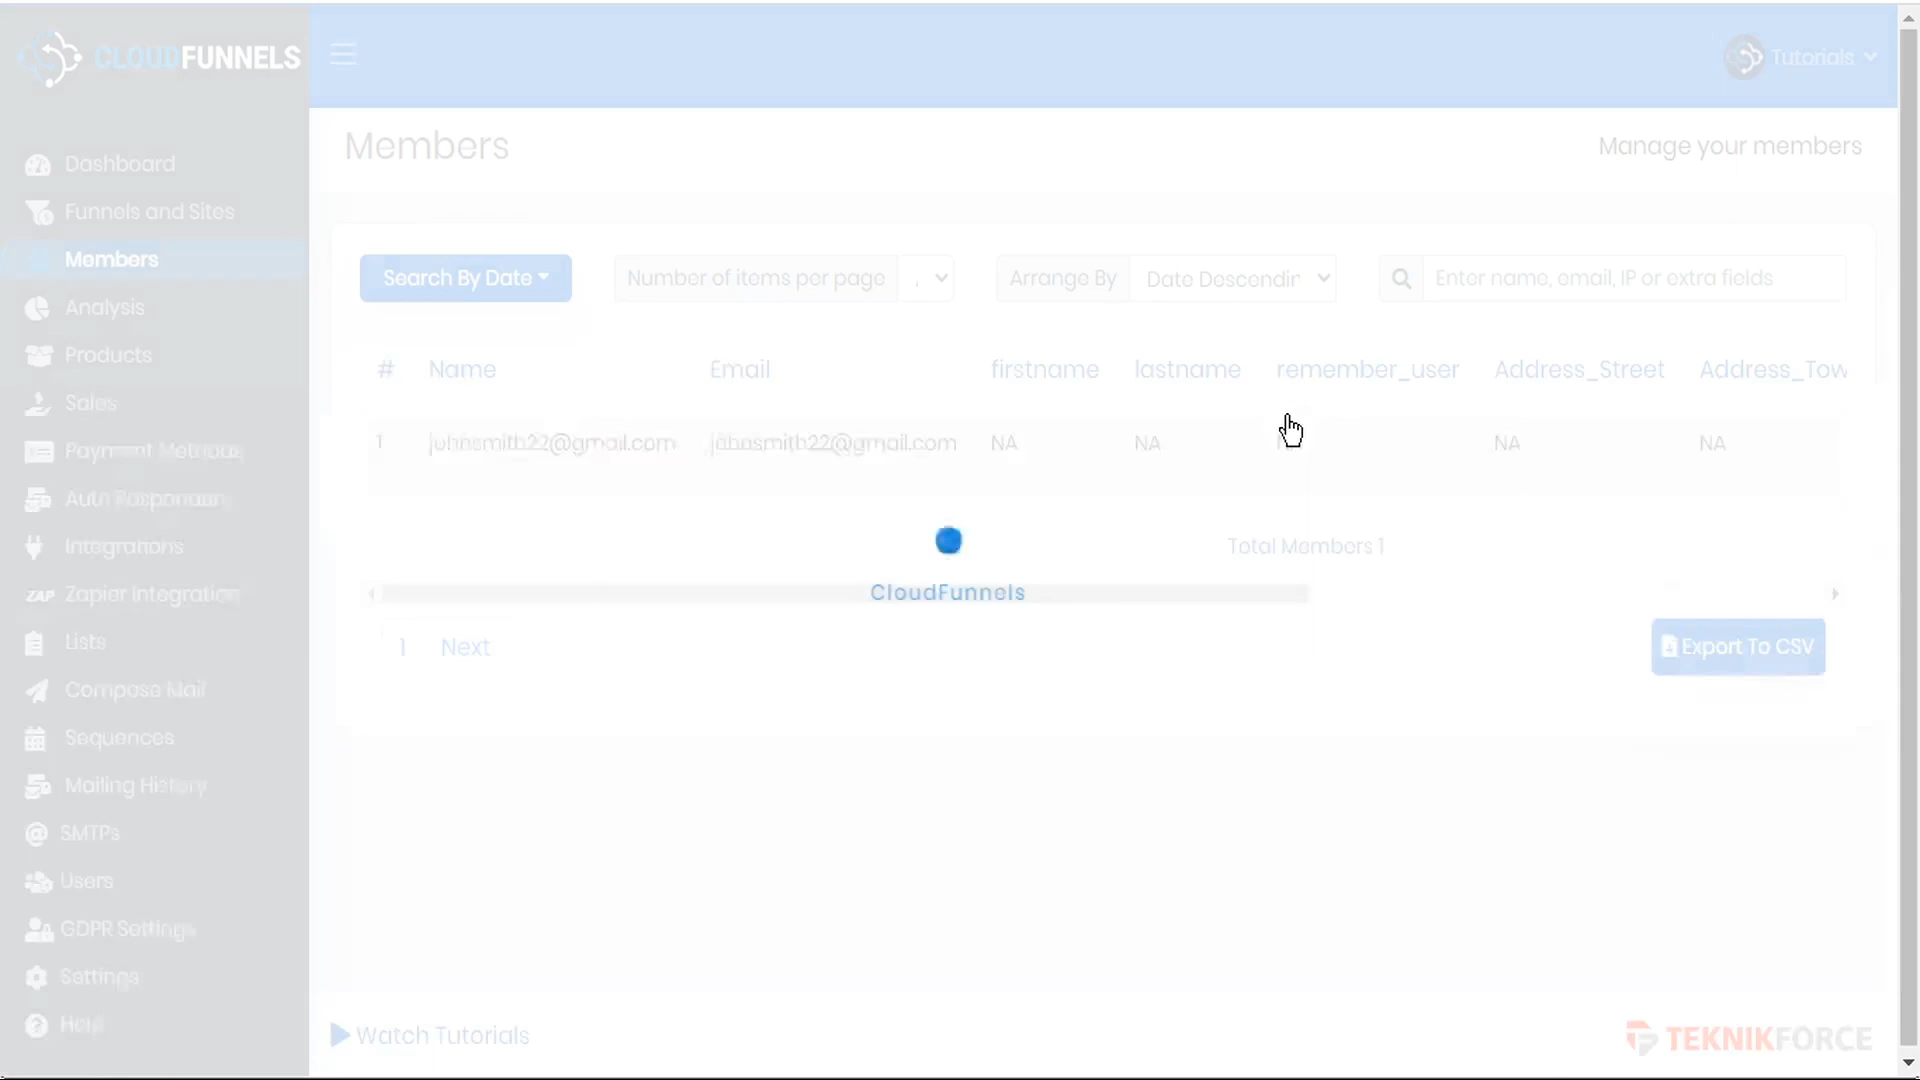 CLOUDFUNNELS
Tutorials
Members
Manage your members
Dashboard
Funnels and Sites
Members
Analysis
Products
Sales
Payment Methods
Auto Responders
Integrations
ZAP Zapier Integration
Lists
Compose Mail
Sequences
Mailing History
SMTPs
Users
GDPR Settings
Settings
Help
Search By Date
Number of items per page
Arrange By Date Descendin
Enter name, email, IP or extra fields
# Name Email firstname lastname remember_user Address_Street Address_Tow
1 johnsmith22@gmail.com johnsmith22@gmail.com NA NA NA NA
Total Members 1
CloudFunnels
1 Next
Export To CSV
Watch Tutorials
TEKNIKFORCE